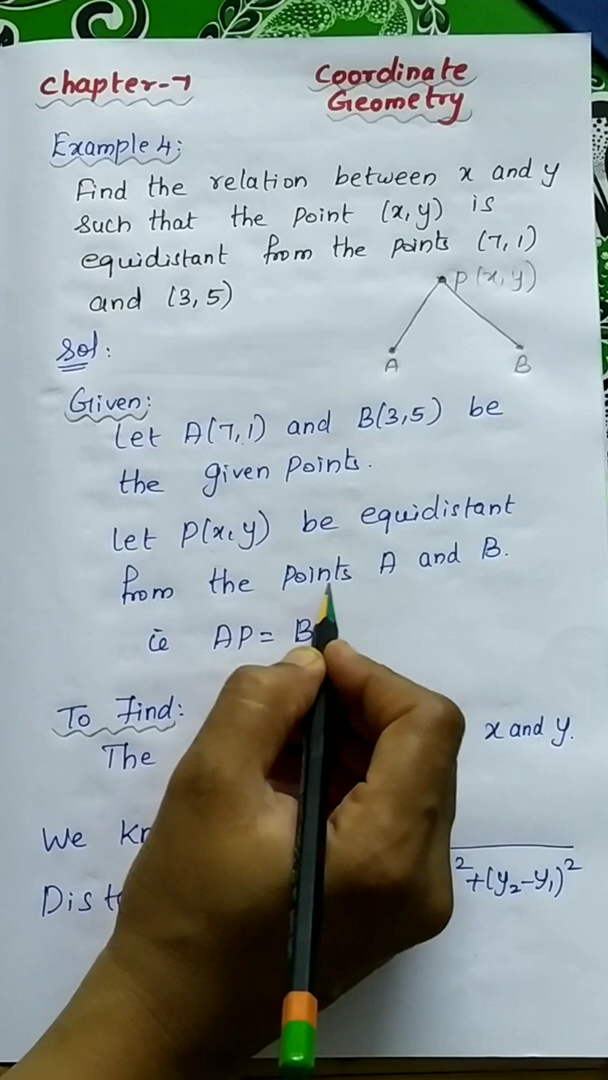 Chapter-7 Coordinate
Geometry
Example 4:
Find the relation between x and y
such that the point (x, y) is
equidistant from the points (7, 1)
and (3, 5)
P(x, y)
A B
Sol:
Given:
Let A(7, 1) and B(3, 5) be
the given points.
Let P(x, y) be equidistant
from the points A and B.
ie AP = B
To Find:
The x and y.
We
²+(y₂-y₁)²